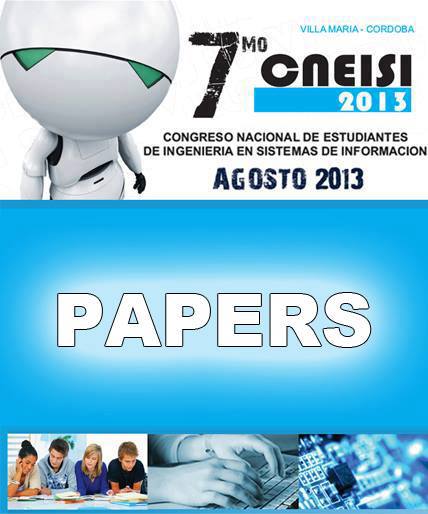 VILLA MARIA - CORDOBA
7MO CNEISI
2013
CONGRESO NACIONAL DE ESTUDIANTES
DE INGENIERIA EN SISTEMAS DE INFORMACION
AGOSTO 2013
PAPERS